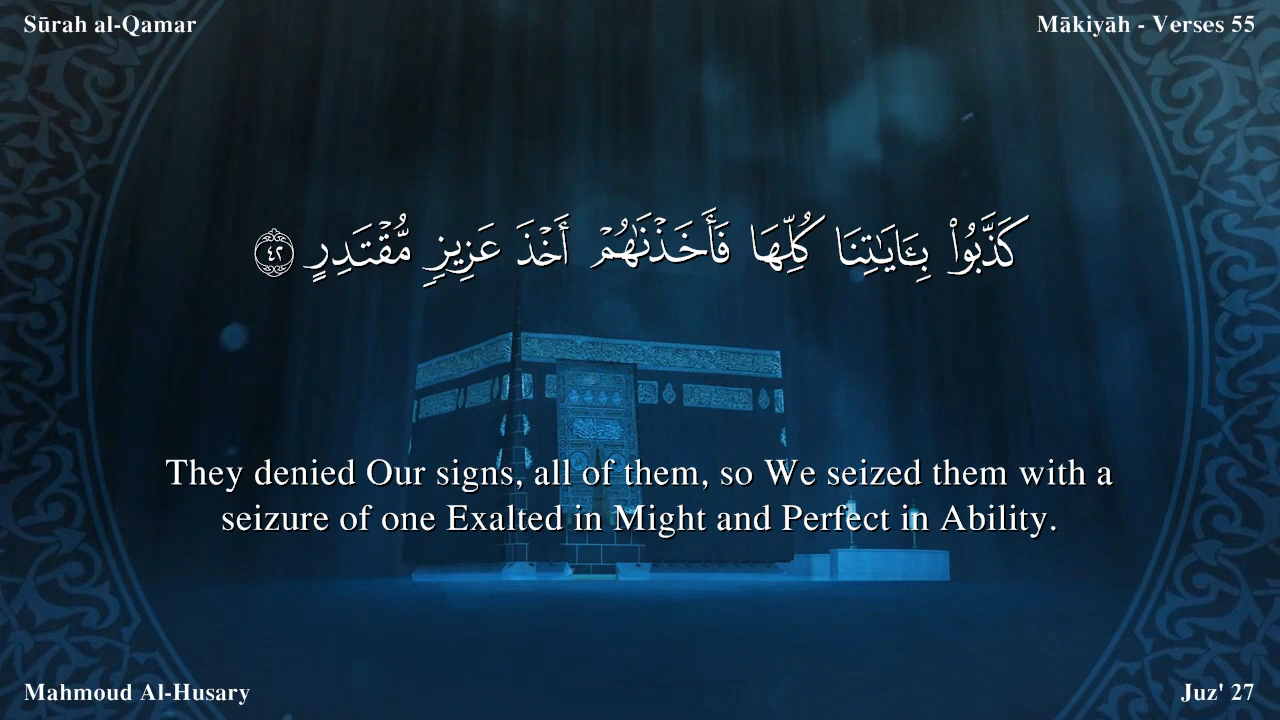 Sūrah al-Qamar
Mākiyāh - Verses 55
كَذَّبُوا۟ بِـَٔايَـٰتِنَا كُلِّهَا فَأَخَذْنَـٰهُمْ أَخْذَ عَزِيزٍۢ مُّقْتَدِرٍ ٤٢
They denied Our signs, all of them, so We seized them with a
seizure of one Exalted in Might and Perfect in Ability.
Mahmoud Al-Husary
Juz' 27